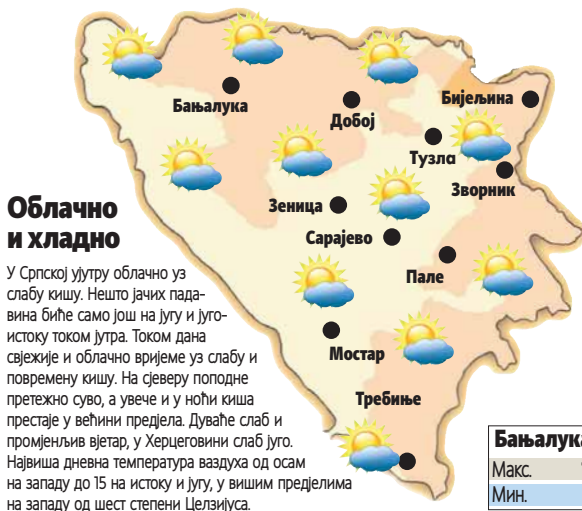 Бањалука
Добој
Бијељина
Тузла
Зворник
Зеница
Сарајево
Пале
Мостар
Требиње
Облачно
и хладно
У Српској ујутру облачно уз
слабу кишу. Нешто јачих пада-
вина биће само још на југу и југо-
истоку током јутра. Током дана
свјежије и облачно вријеме уз слабу и
повремену кишу. На сјеверу поподне
претежно суво, а увече и у ноћи киша
престаје у већини предјела. Дуваће слаб и
промјенљив вјетар, у Херцеговини слаб југо.
Највиша дневна температура ваздуха од осам
на западу до 15 на истоку и југу, у вишим предјелима
на западу од шест степени Целзијуса.
Бањалука
Макс.
Мин.